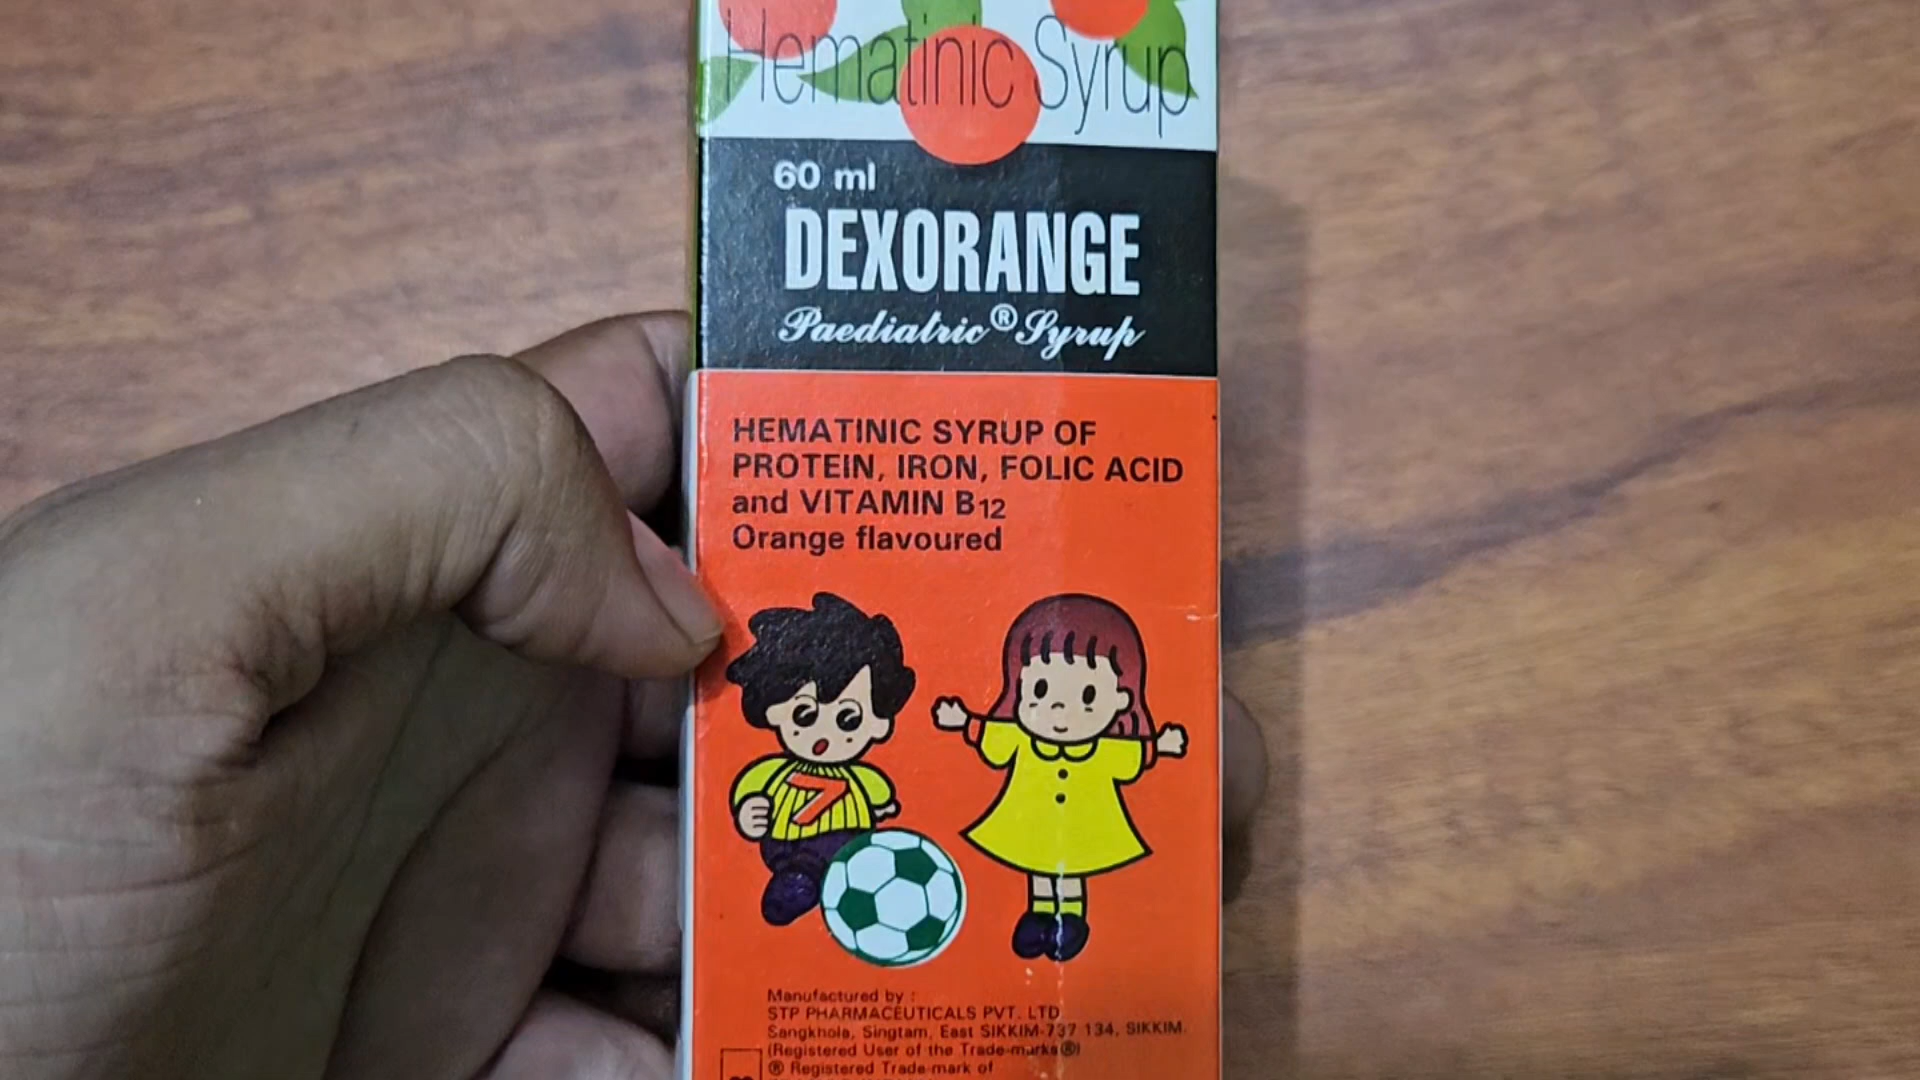 Hematinic Syrup
60 ml
DEXORANGE
Paediatric ® Syrup
HEMATINIC SYRUP OF
PROTEIN, IRON, FOLIC ACID
and VITAMIN B12
Orange flavoured
7
Manufactured by :
STP PHARMACEUTICALS PVT. LTD
Sangkhola, Singtam, East SIKKIM-737 134, SIKKIM.
(Registered User of the Trade-marks ®)
® Registered Trade-mark of